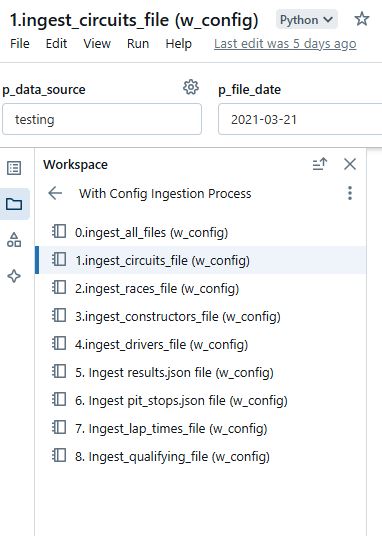 1.ingest_circuits_file (w_config) Python
File Edit View Run Help Last edit was 5 days ago
p_data_source p_file_date
testing 2021-03-21
Workspace
With Config Ingestion Process
0.ingest_all_files (w_config)
1.ingest_circuits_file (w_config)
2.ingest_races_file (w_config)
3.ingest_constructors_file (w_config)
4.ingest_drivers_file (w_config)
5. Ingest results.json file (w_config)
6. Ingest pit_stops.json file (w_config)
7. Ingest_lap_times_file (w_config)
8. Ingest_qualifying_file (w_config)